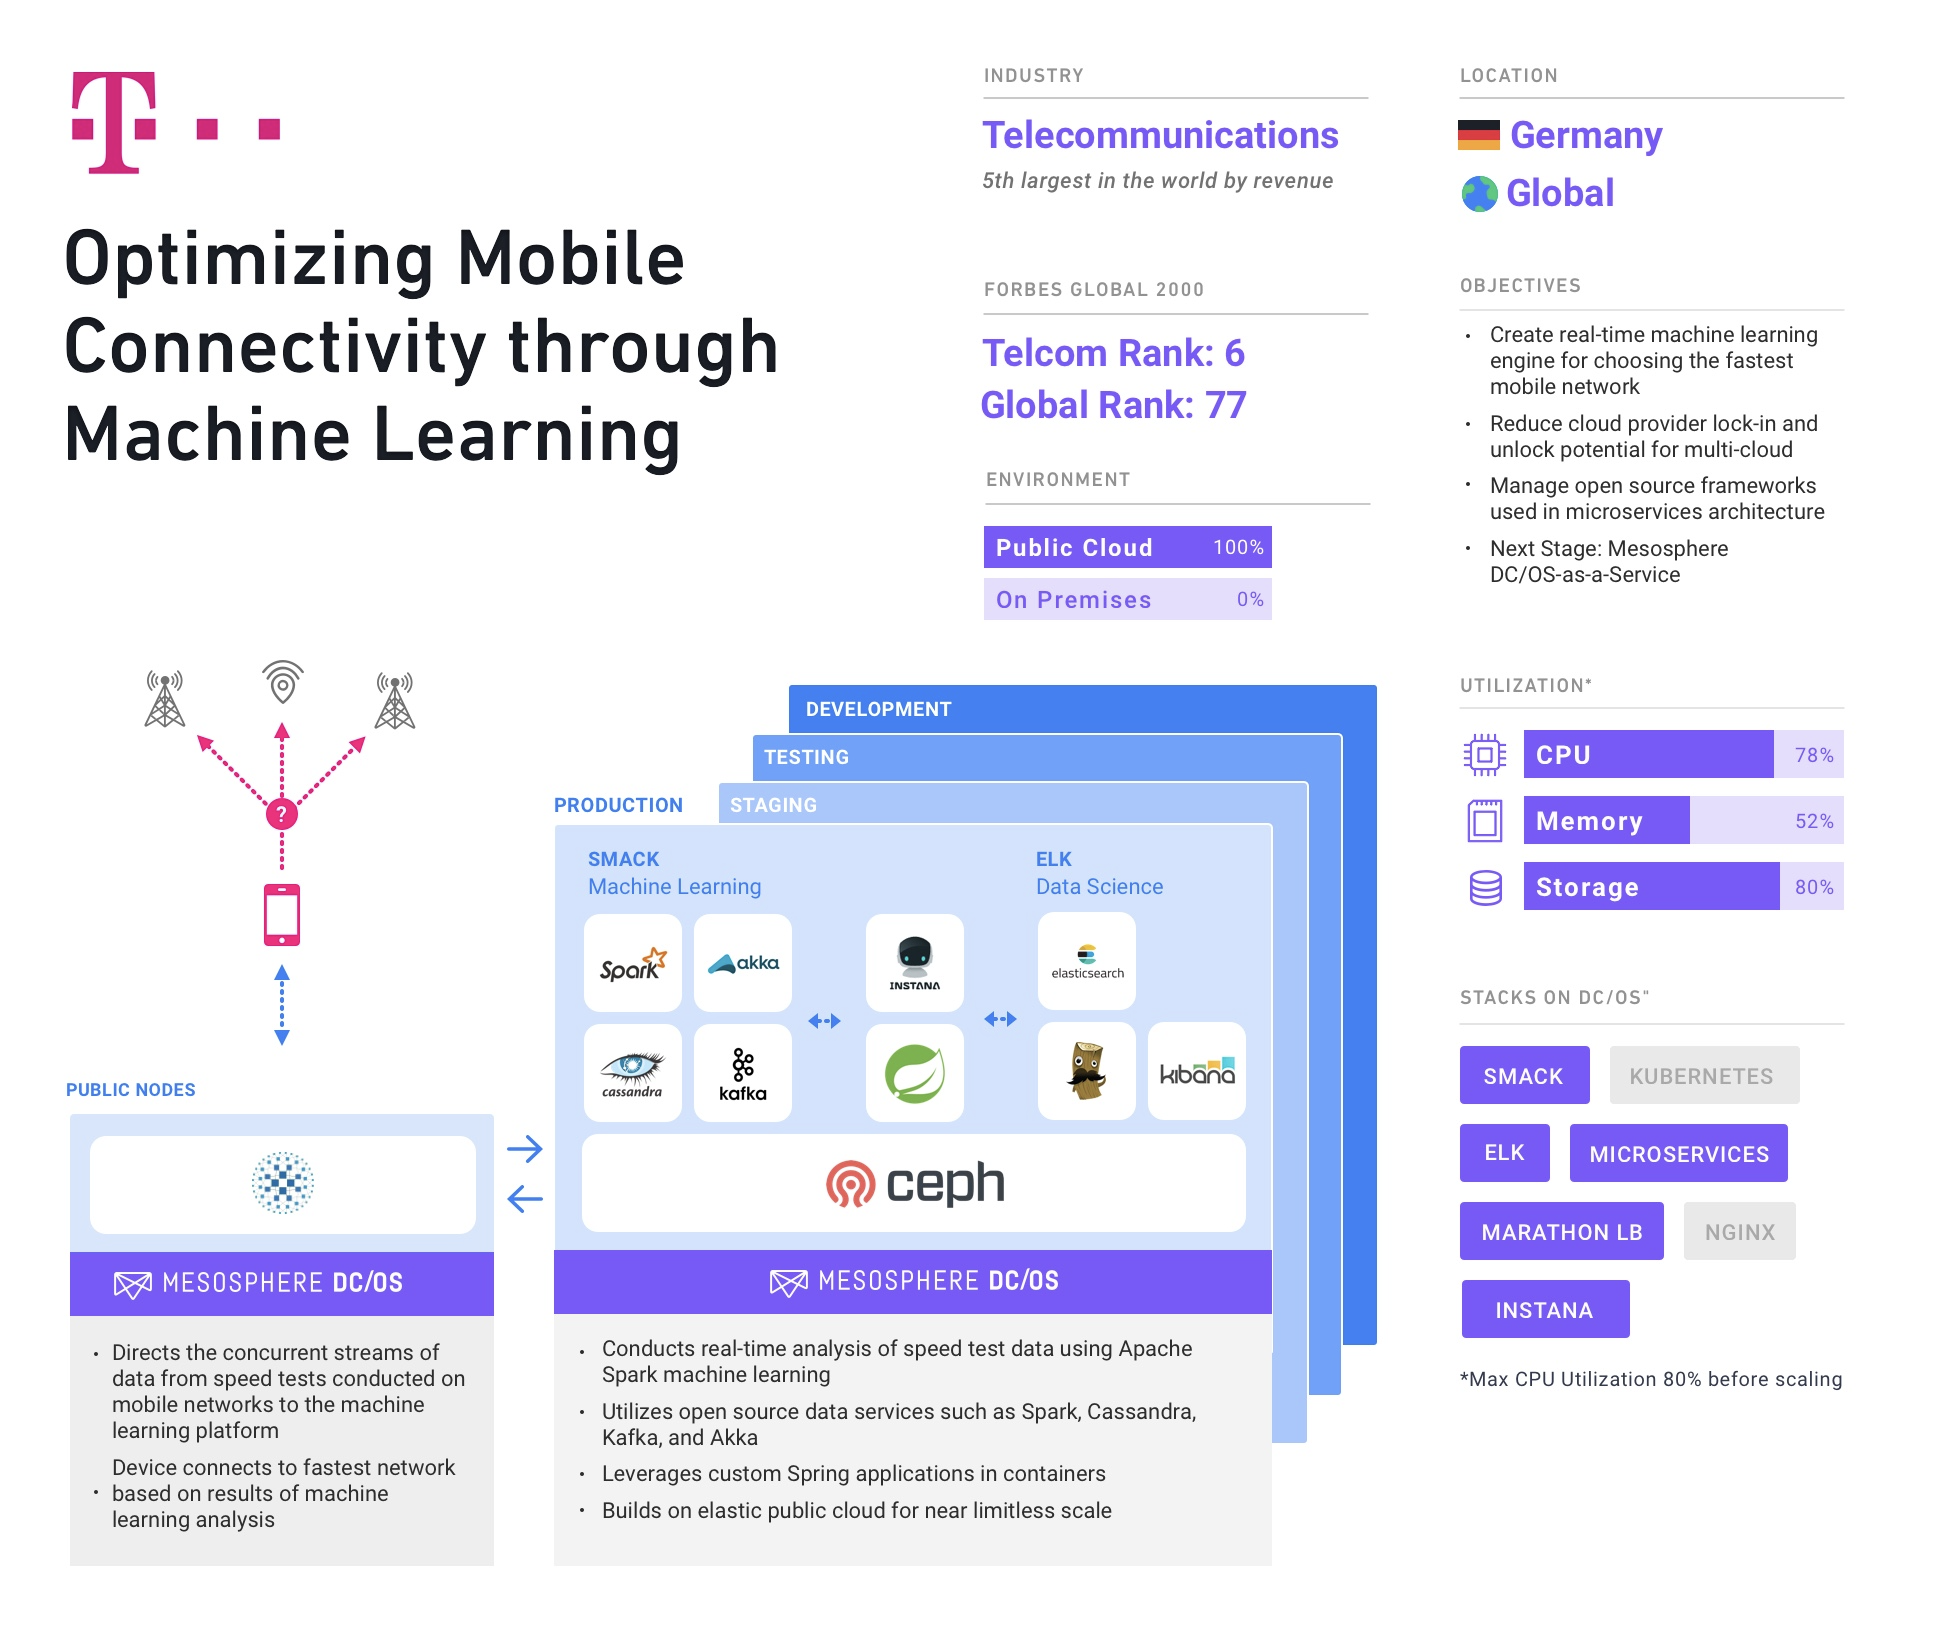 T
Optimizing Mobile
Connectivity through
Machine Learning
INDUSTRY
Telecommunications
5th largest in the world by revenue
FORBES GLOBAL 2000
Telcom Rank: 6
Global Rank: 77
ENVIRONMENT
Public Cloud 100%
On Premises 0%
LOCATION
Germany
Global
OBJECTIVES
• Create real-time machine learning
engine for choosing the fastest
mobile network
• Reduce cloud provider lock-in and
unlock potential for multi-cloud
• Manage open source frameworks
used in microservices architecture
• Next Stage: Mesosphere
DC/OS-as-a-Service
UTILIZATION*
CPU 78%
Memory 52%
Storage 80%
STACKS ON DC/OS"
SMACK
KUBERNETES
ELK
MICROSERVICES
MARATHON LB
NGINX
INSTANA
*Max CPU Utilization 80% before scaling
?
PUBLIC NODES
MESOSPHERE DC/OS
• Directs the concurrent streams of
data from speed tests conducted on
mobile networks to the machine
learning platform
Device connects to fastest network
• based on results of machine
learning analysis
DEVELOPMENT
TESTING
PRODUCTION
STAGING
SMACK
Machine Learning
ELK
Data Science
Spark
akka
INSTANA
elasticsearch
cassandra
kafka
kibana
ceph
MESOSPHERE DC/OS
• Conducts real-time analysis of speed test data using Apache
Spark machine learning
• Utilizes open source data services such as Spark, Cassandra,
Kafka, and Akka
• Leverages custom Spring applications in containers
• Builds on elastic public cloud for near limitless scale